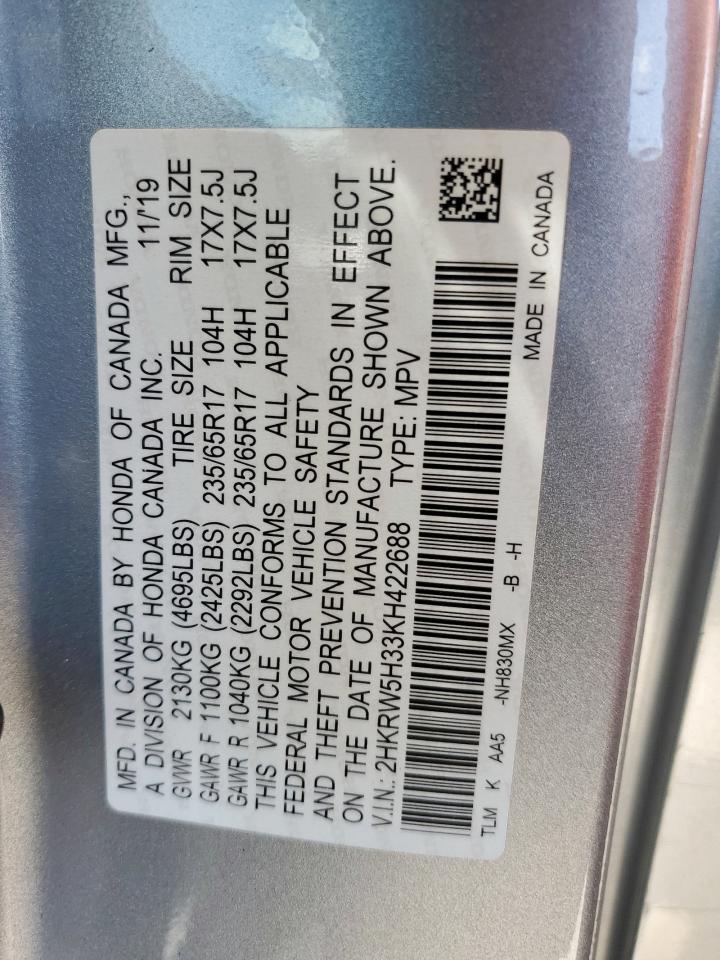 MFD. IN CANADA BY HONDA OF CANADA MFG.,
A DIVISION OF HONDA CANADA INC. 11/'19
GVWR 2130KG (4695LBS) TIRE SIZE RIM SIZE
GAWR F 1100KG (2425LBS) 235/65R17 104H 17X7.5J
GAWR R 1040KG (2292LBS) 235/65R17 104H 17X7.5J
THIS VEHICLE CONFORMS TO ALL APPLICABLE
FEDERAL MOTOR VEHICLE SAFETY
AND THEFT PREVENTION STANDARDS IN EFFECT
ON THE DATE OF MANUFACTURE SHOWN ABOVE.
V.I.N.: 2HKRW5H33KH422688 TYPE: MPV
TLM K AA5 -NH830MX -B -H
MADE IN CANADA